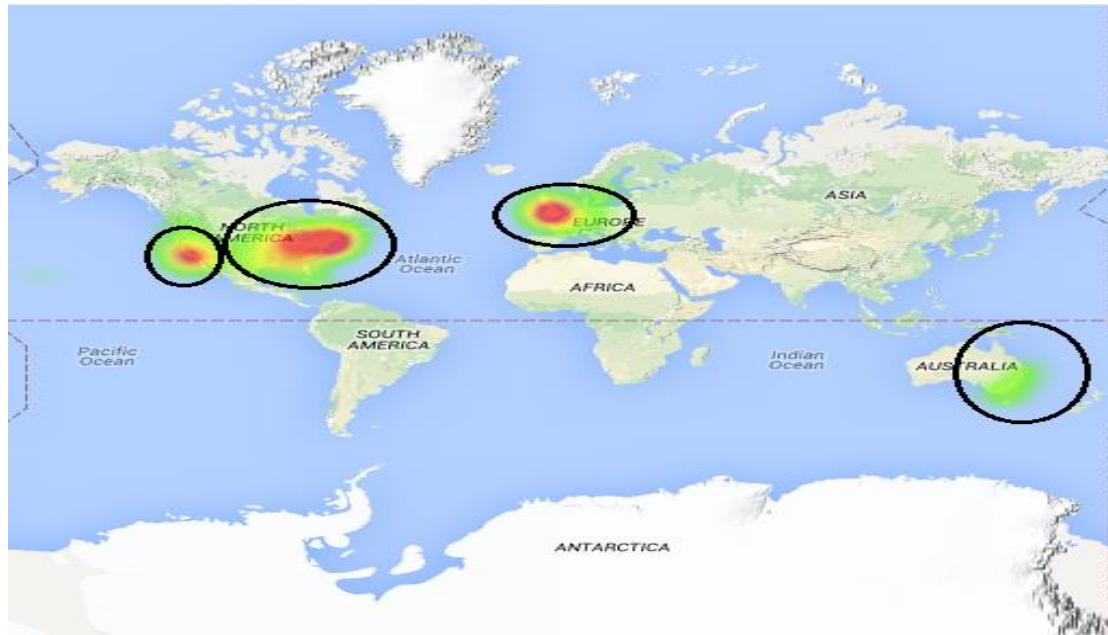 ASIA
NORTH
AMERICA
EUROPE
Atlantic
Ocean
AFRICA
SOUTH
AMERICA
Pacific
Ocean
Indian
Ocean
AUSTRALIA
ANTARCTICA